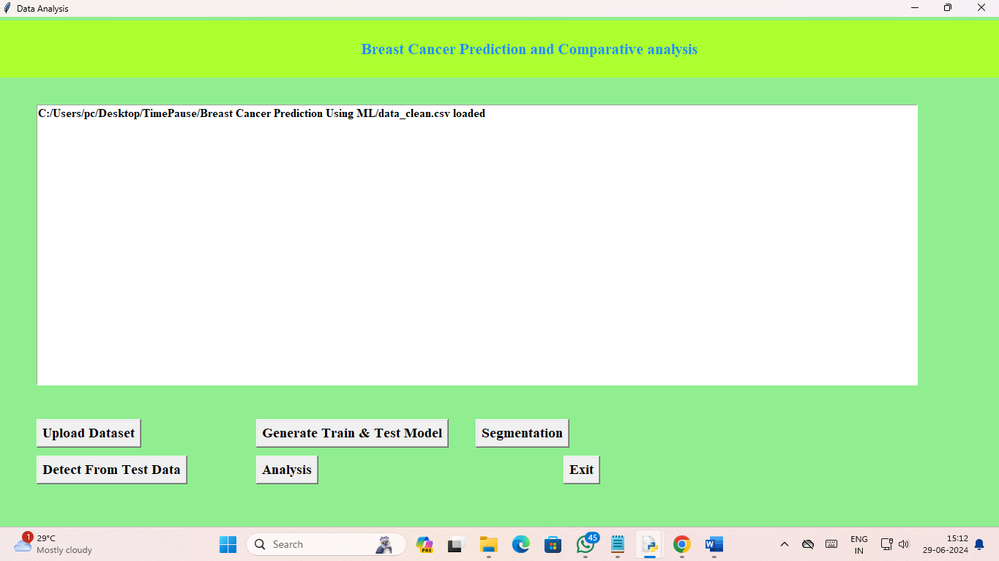 Data Analysis
Breast Cancer Prediction and Comparative analysis
C:/Users/pc/Desktop/TimePause/Breast Cancer Prediction Using ML/data_clean.csv loaded
Upload Dataset
Generate Train & Test Model
Segmentation
Detect From Test Data
Analysis
Exit
1
29°C
Mostly cloudy
Search
PRE
45
W
ENG
IN
15:12
29-06-2024